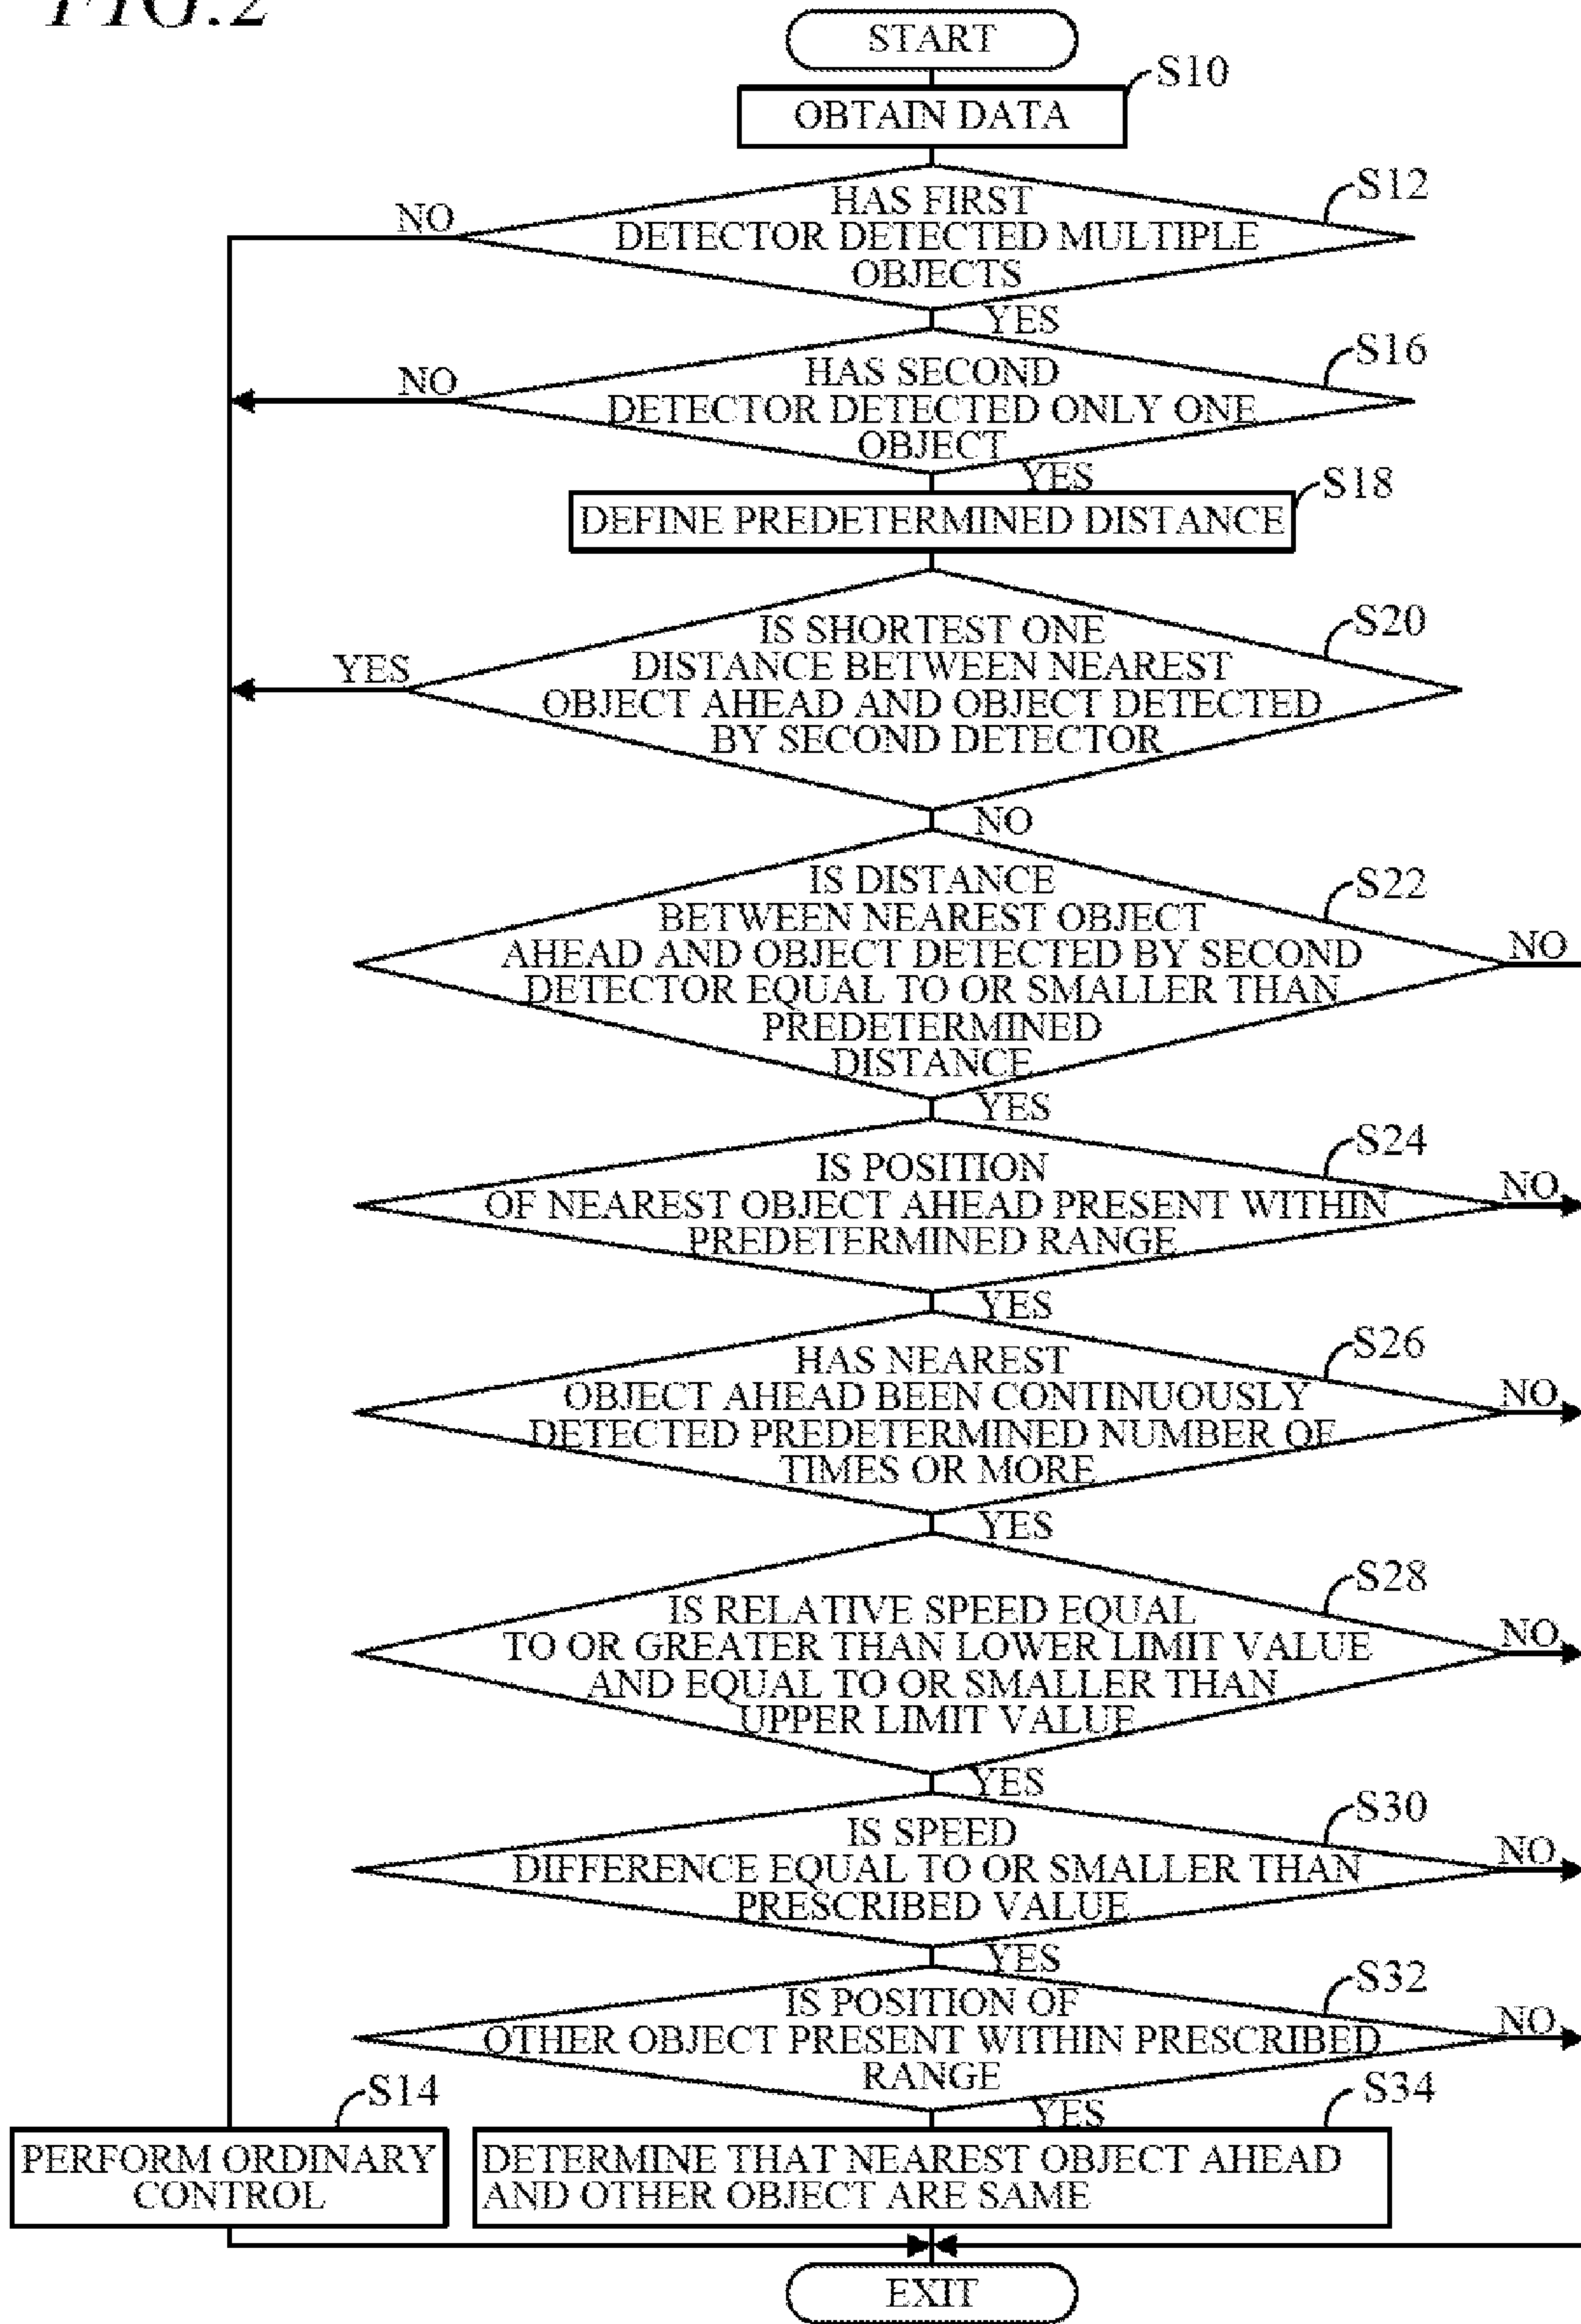 FIG.2
START
S10
OBTAIN DATA
S12
HAS FIRST
NO
DETECTOR DETECTED MULTIPLE
OBJECTS
YES
S16
HAS SECOND
NO
DETECTOR DETECTED ONLY ONE
OBJECT
YES
S18
DEFINE PREDETERMINED DISTANCE
S20
IS SHORTEST ONE
YES
DISTANCE BETWEEN NEAREST
OBJECT AHEAD AND OBJECT DETECTED
BY SECOND DETECTOR
NO
S22
IS DISTANCE
BETWEEN NEAREST OBJECT
NO
AHEAD AND OBJECT DETECTED BY SECOND
DETECTOR EQUAL TO OR SMALLER THAN
PREDETERMINED
DISTANCE
YES
S24
IS POSITION
NO
OF NEAREST OBJECT AHEAD PRESENT WITHIN
PREDETERMINED RANGE
YES
S26
HAS NEAREST
NO
OBJECT AHEAD BEEN CONTINUOUSLY
DETECTED PREDETERMINED NUMBER OF
TIMES OR MORE
YES
S28
IS RELATIVE SPEED EQUAL
NO
TO OR GREATER THAN LOWER LIMIT VALUE
AND EQUAL TO OR SMALLER THAN
UPPER LIMIT VALUE
YES
S30
IS SPEED
NO
DIFFERENCE EQUAL TO OR SMALLER THAN
PRESCRIBED VALUE
YES
S32
IS POSITION OF
NO
OTHER OBJECT PRESENT WITHIN PRESCRIBED
RANGE
YES
S14
S34
PERFORM ORDINARY
CONTROL
DETERMINE THAT NEAREST OBJECT AHEAD
AND OTHER OBJECT ARE SAME
EXIT